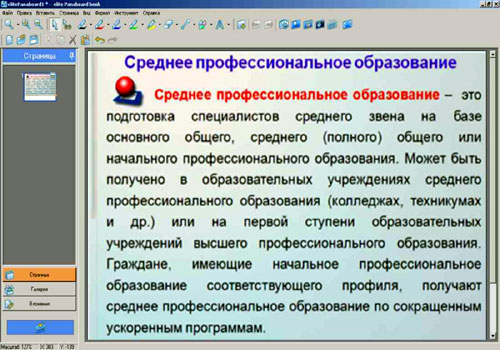 elitePanaboard1 * - elite Panaboard book
Файл Правка Вставить Страница Вид Формат Инструмент Справка
Страница
Среднее профессиональное образование
Среднее профессиональное образование – это
подготовка специалистов среднего звена на базе
основного общего, среднего (полного) общего или
начального профессионального образования. Может быть
получено в образовательных учреждениях среднего
профессионального образования (колледжах, техникумах
и др.) или на первой ступени образовательных
учреждений высшего профессионального образования.
Граждане, имеющие начальное профессиональное
образование соответствующего профиля, получают
среднее профессиональное образование по сокращенным
ускоренным программам.
Страница
Галерея
Вложения
Масштаб 127% X: 383 Y: -139